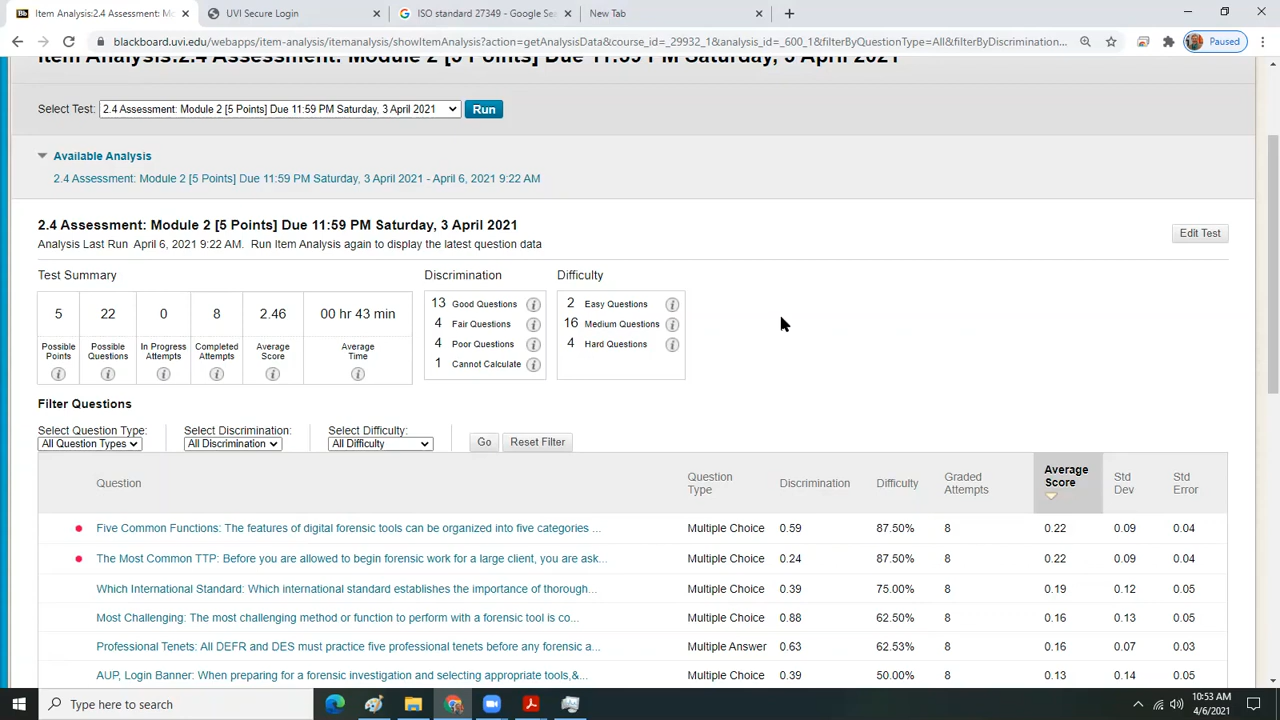 Item Analysis:2.4 Assessment: Mo
UVI Secure Login
ISO standard 27349 - Google Se
New Tab
blackboard.uvi.edu/webapps/item-analysis/itemanalysis/showItemAnalysis?
etAnalysisData&course_id=_29932_1&analysis_id=_600_1&filterByQuestionType=All&filterByDiscrimination...
Paused
Item Analysis:2.4 Assessment: Module 2 [5 Points] Due 11:59 PM Saturday, 3 April 2021
Select Test: 2.4 Assessment: Module 2 [5 Points] Due 11:59 PM Saturday, 3 April 2021 Run
Available Analysis
2.4 Assessment: Module 2 [5 Points] Due 11:59 PM Saturday, 3 April 2021 - April 6, 2021 9:22 AM
2.4 Assessment: Module 2 [5 Points] Due 11:59 PM Saturday, 3 April 2021
Edit Test
Analysis Last Run April 6, 2021 9:22 AM. Run Item Analysis again to display the latest question data
Test Summary
5 22 0 8 2.46 00 hr 43 min
Possible Points
Possible Questions
In Progress Attempts
Completed Attempts
Average Score
Average Time
Discrimination
13 Good Questions
4 Fair Questions
4 Poor Questions
1 Cannot Calculate
Difficulty
2 Easy Questions
16 Medium Questions
4 Hard Questions
Filter Questions
Select Question Type: Select Discrimination: Select Difficulty:
All Question Types All Discrimination All Difficulty Go Reset Filter
Question Question Type Discrimination Difficulty Graded Attempts Average Score Std Dev Std Error
Five Common Functions: The features of digital forensic tools can be organized into five categories ... Multiple Choice 0.59 87.50% 8 0.22 0.09 0.04
The Most Common TTP: Before you are allowed to begin forensic work for a large client, you are ask... Multiple Choice 0.24 87.50% 8 0.22 0.09 0.04
Which International Standard: Which international standard establishes the importance of thorough... Multiple Choice 0.39 75.00% 8 0.19 0.12 0.05
Most Challenging: The most challenging method or function to perform with a forensic tool is co... Multiple Choice 0.88 62.50% 8 0.16 0.13 0.05
Professional Tenets: All DEFR and DES must practice five professional tenets before any forensic a... Multiple Answer 0.63 62.53% 8 0.16 0.07 0.03
AUP, Login Banner: When preparing for a forensic investigation and selecting appropriate tools,&... Multiple Choice 0.39 50.00% 8 0.13 0.14 0.05
Type here to search
10:53 AM
4/6/2021